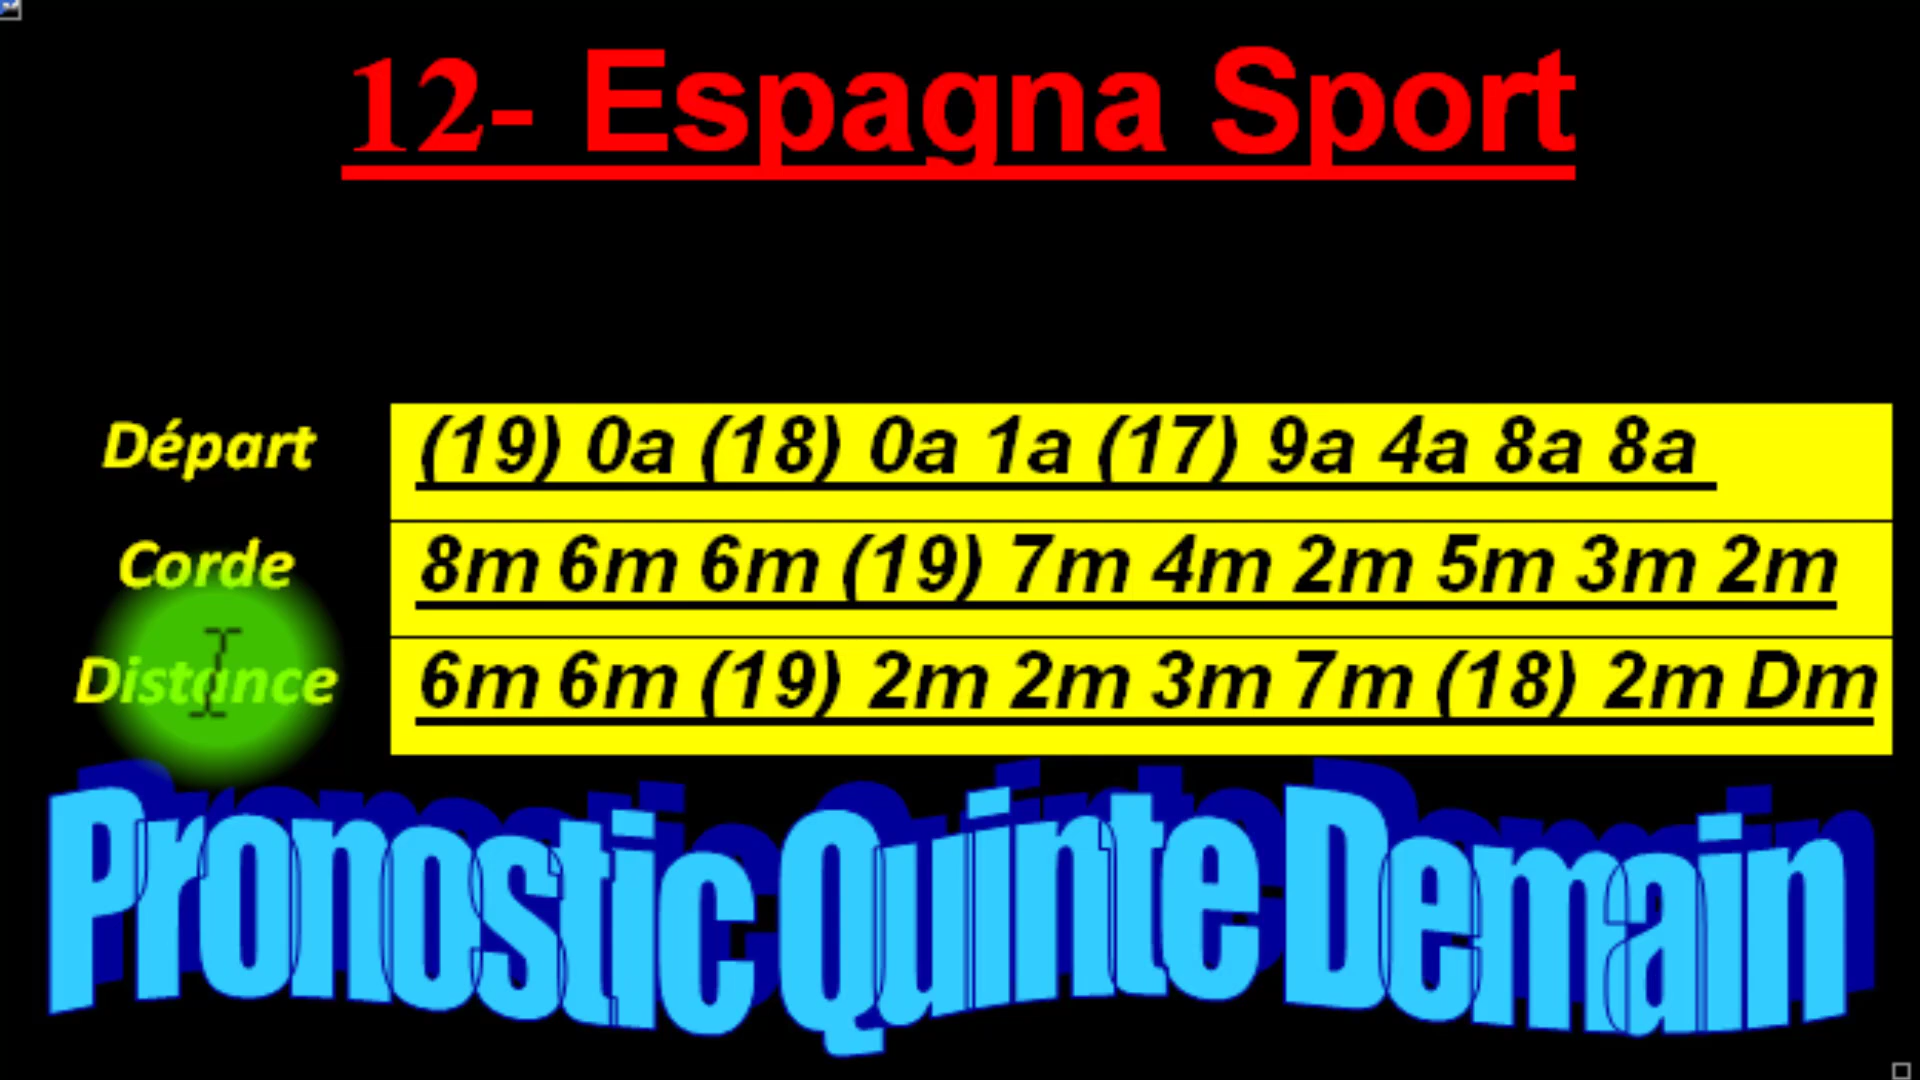 12- Espagna Sport
Départ (19) 0a (18) 0a 1a (17) 9a 4a 8a 8a
Corde 8m 6m 6m (19) 7m 4m 2m 5m 3m 2m
Distance 6m 6m (19) 2m 2m 3m 7m (18) 2m Dm
Pronostic Quinte Demain